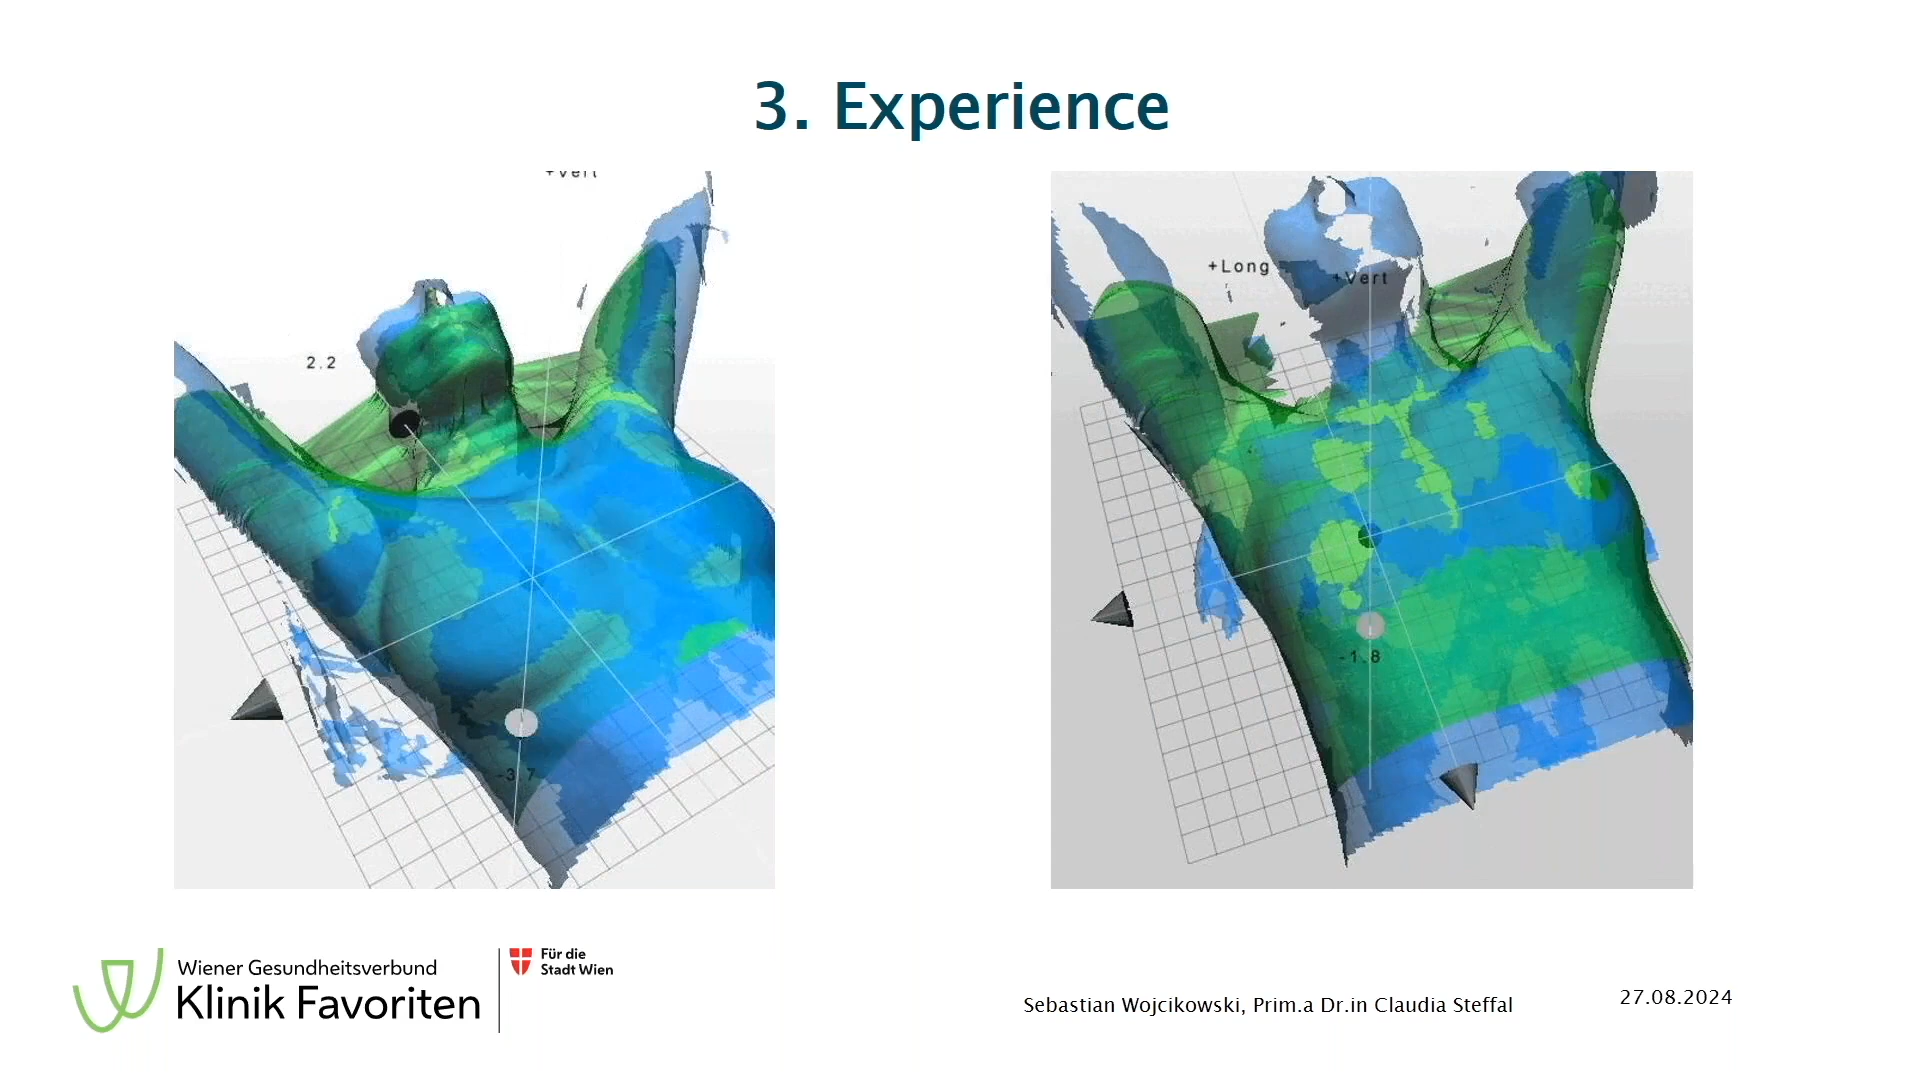 3. Experience
+Vert
2.2
-3.7
+Long
+Vert
-1.8
Wiener Gesundheitsverbund
Klinik Favoriten
Für die
Stadt Wien
Sebastian Wojcikowski, Prim.a Dr.in Claudia Steffal
27.08.2024